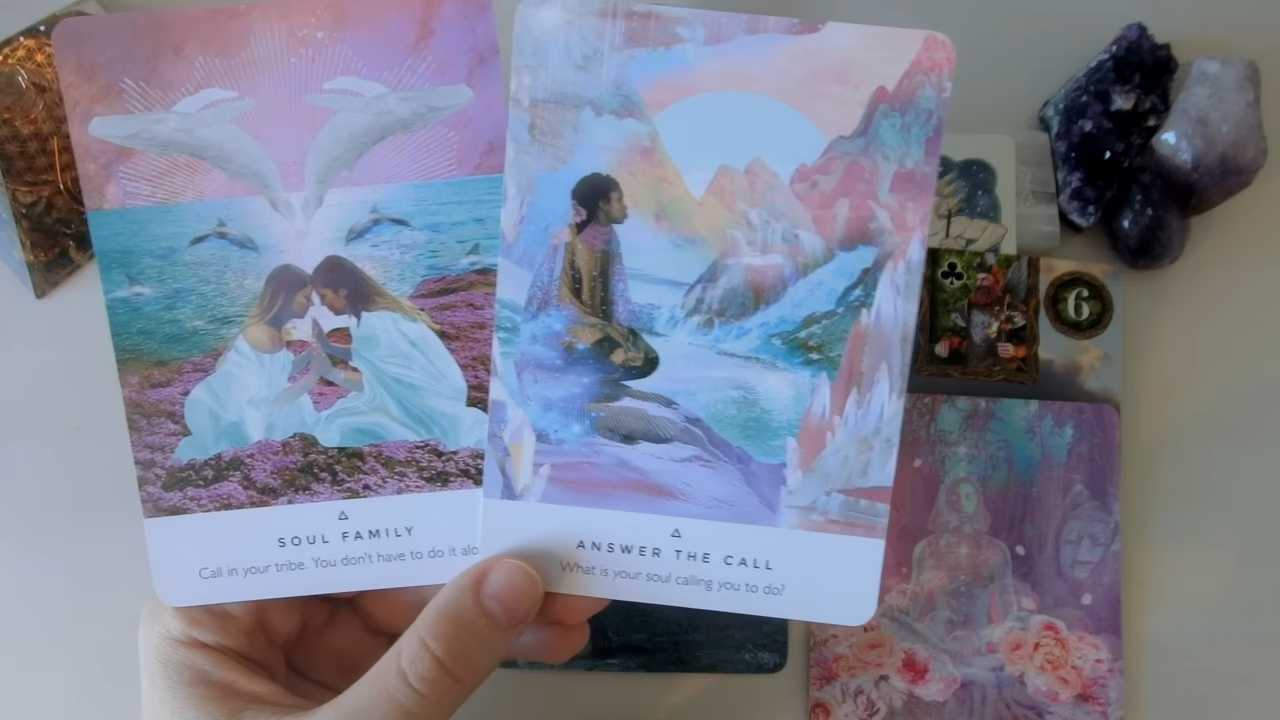 SOUL FAMILY
Call in your tribe. You don't have to do it alo
ANSWER THE CALL
What is your soul calling you to do?
6